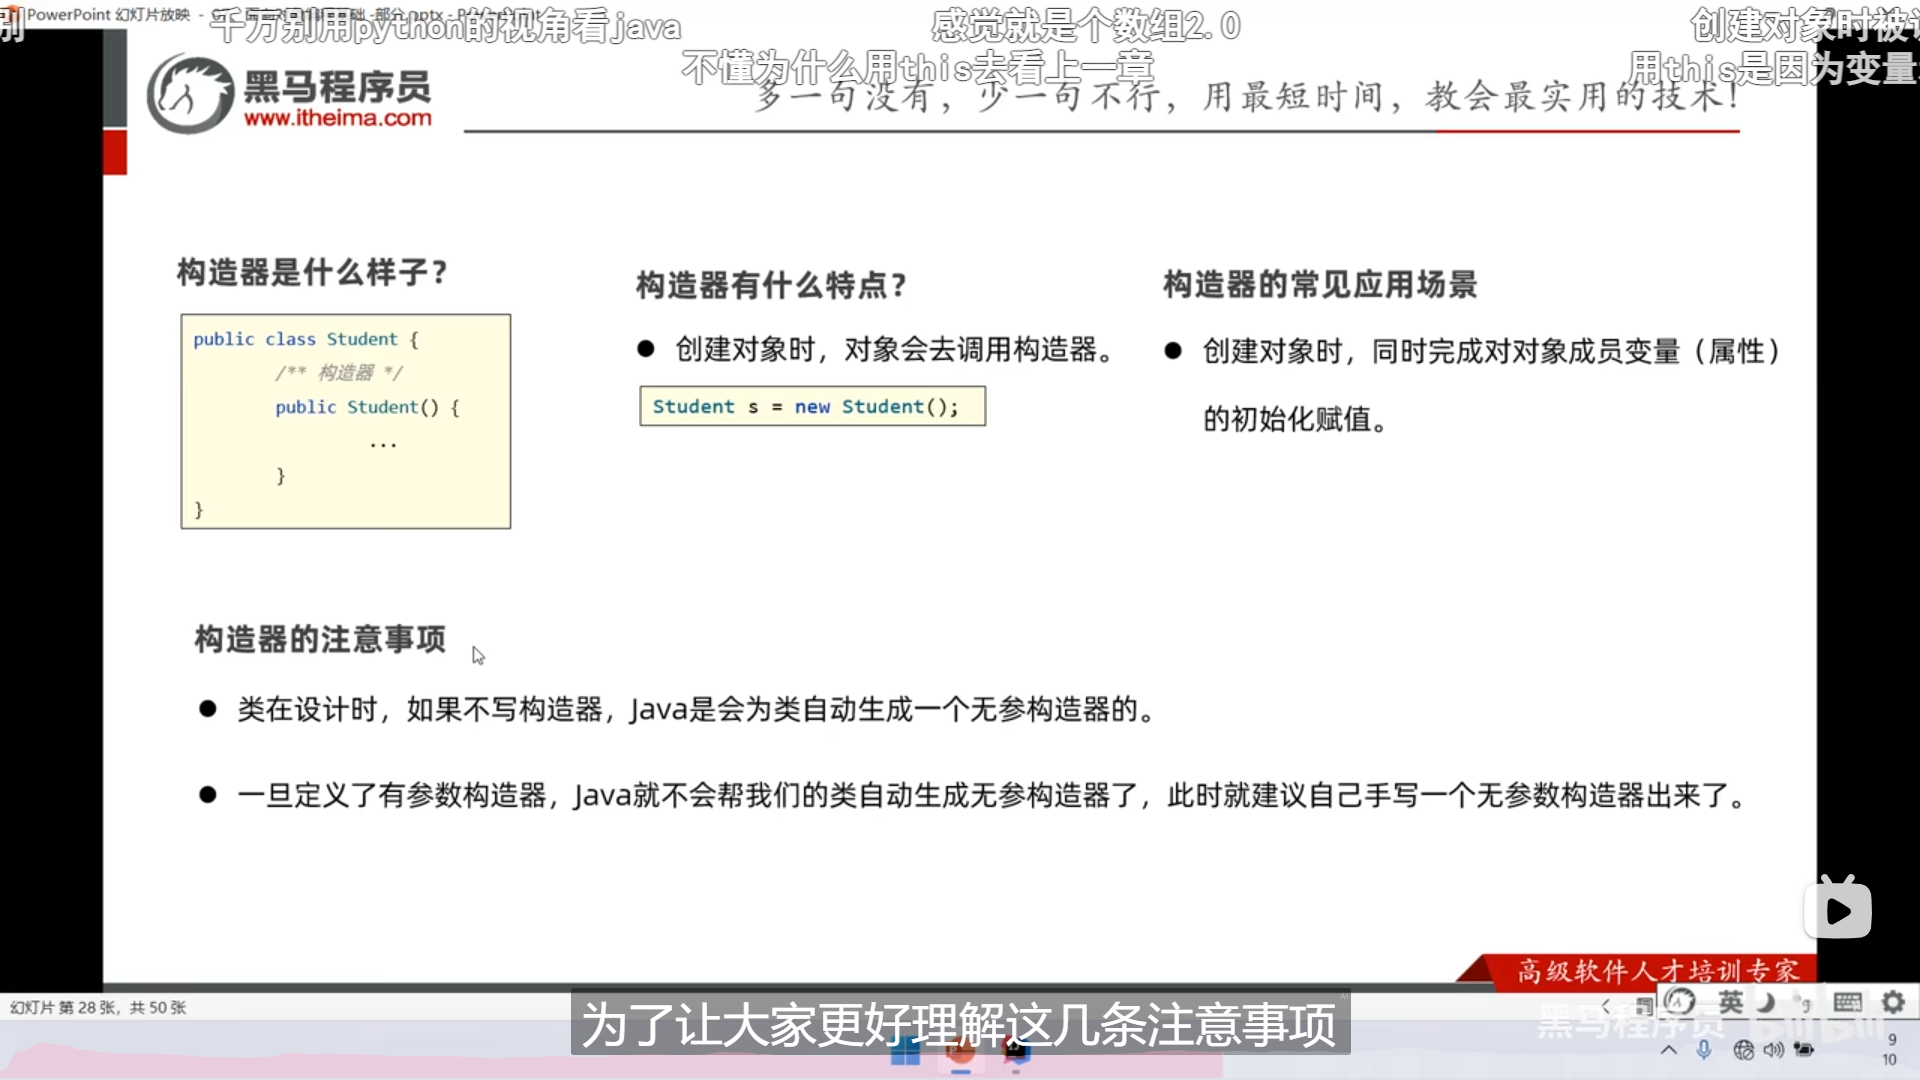 PowerPoint 幻灯片放映 -
别
千万别用python的视角看java
感觉就是个数组2.0
创建对象时被
不懂为什么用this去看上一章
用this是因为变量
黑马程序员
www.itheima.com
多一句没有，少一句不行，用最短时间，教会最实用的技术！
构造器是什么样子？
public class Student {
/** 构造器 */
public Student() {
...
}
}
构造器有什么特点？
● 创建对象时，对象会去调用构造器。
Student s = new Student();
构造器的常见应用场景
● 创建对象时，同时完成对对象成员变量（属性）
的初始化赋值。
构造器的注意事项
● 类在设计时，如果不写构造器，Java是会为类自动生成一个无参构造器的。
● 一旦定义了有参数构造器，Java就不会帮我们的类自动生成无参构造器了，此时就建议自己手写一个无参数构造器出来了。
高级软件人才培训专家
幻灯片 第 28 张，共 50 张
英
黑马程序员 bilibili
为了让大家更好理解这几条注意事项
9
10